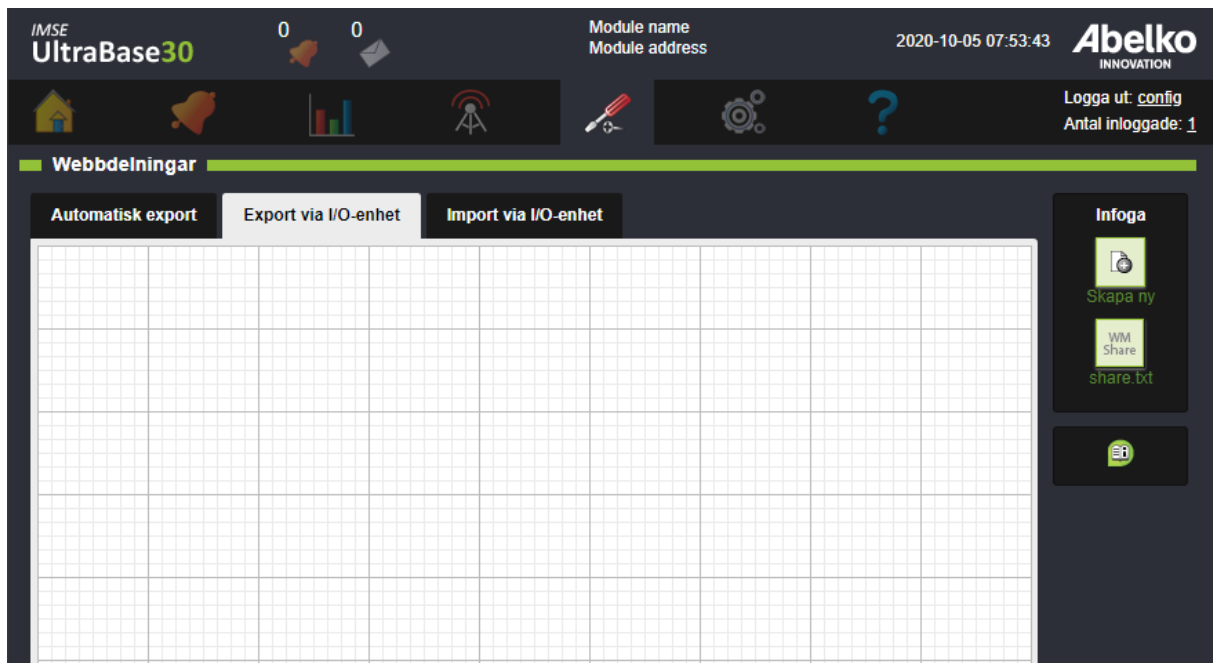 IMSE
UltraBase30
0
0
Module name
Module address
2020-10-05 07:53:43
Abelko
INNOVATION
Logga ut: config
Antal inloggade: 1
Webbdelningar
Automatisk export
Export via I/O-enhet
Import via I/O-enhet
Infoga
Skapa ny
WM
Share
share.txt